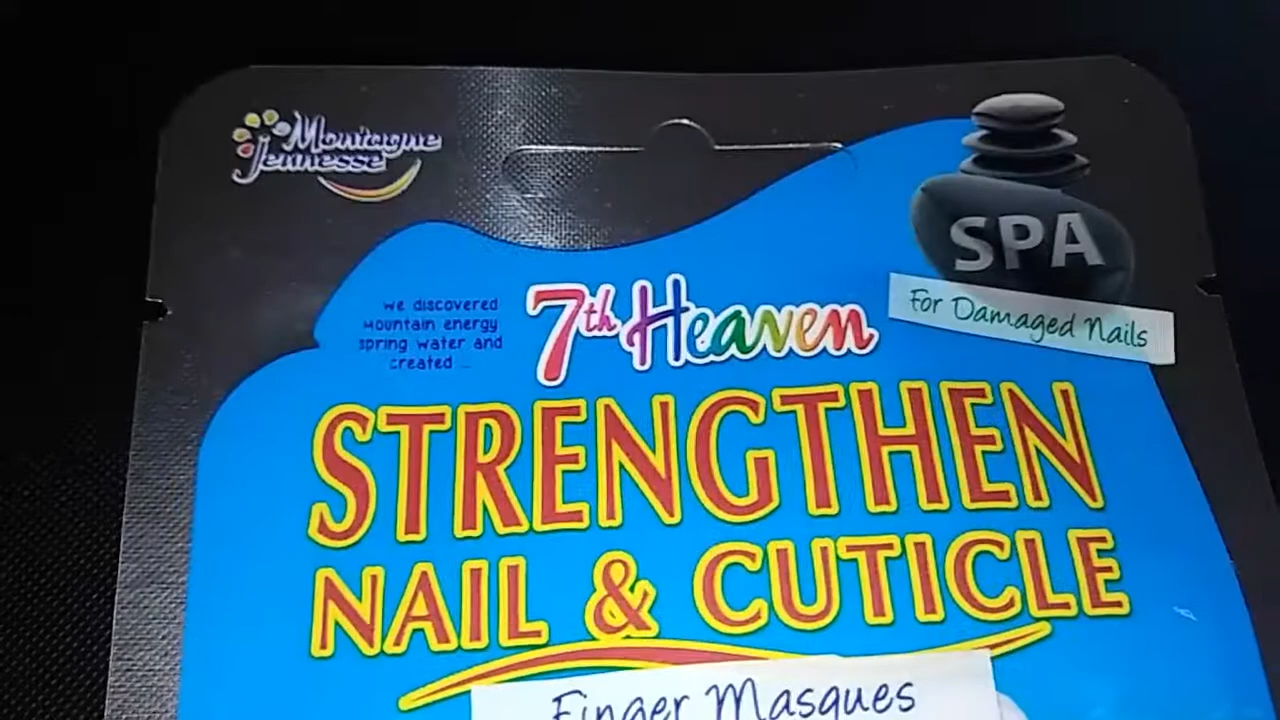 Montagne
Jeunesse
SPA
For Damaged Nails
we discovered
mountain energy
spring water and
created ...
7th Heaven
STRENGTHEN
NAIL & CUTICLE
Finger Masques